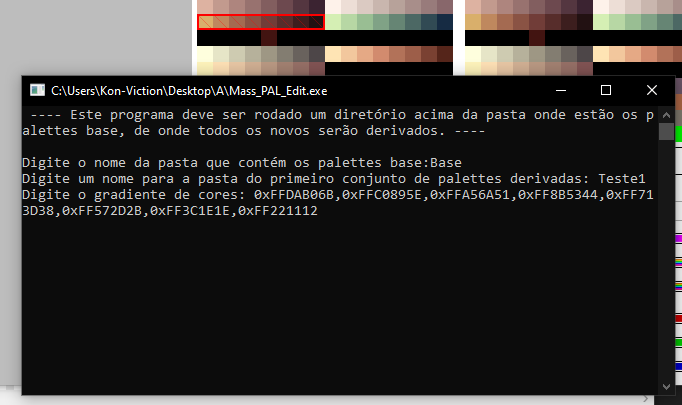 C:\Users\Kon-Viction\Desktop\A\Mass_PAL_Edit.exe
---- Este programa deve ser rodado um diretório acima da pasta onde estão os p
alettes base, de onde todos os novos serão derivados. ----
Digite o nome da pasta que contém os palettes base:Base
Digite um nome para a pasta do primeiro conjunto de palettes derivadas: Teste1
Digite o gradiente de cores: 0xFFDAB06B,0xFFC0895E,0xFFA56A51,0xFF8B5344,0xFF71
3D38,0xFF572D2B,0xFF3C1E1E,0xFF221112